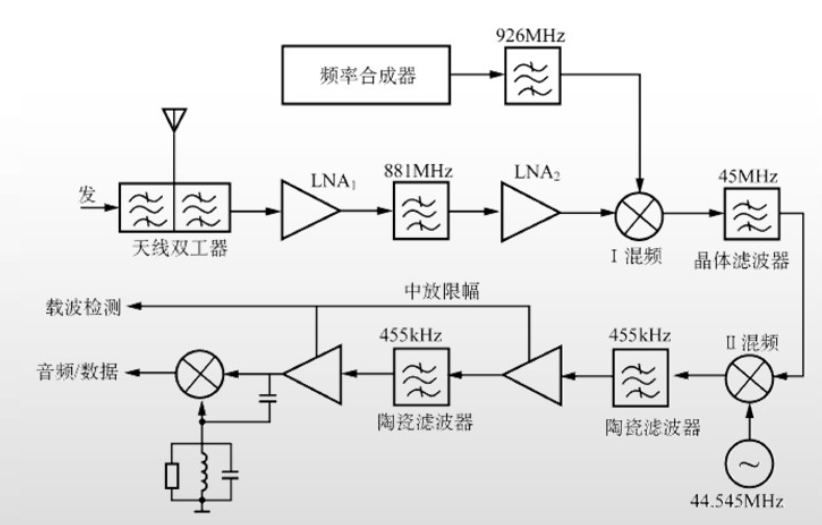 926MHz
频率合成器
发
LNA₁
881MHz
LNA₂
45MHz
天线双工器
Ⅰ混频
晶体滤波器
载波检测
中放限幅
455kHz
455kHz
Ⅱ混频
音频/数据
陶瓷滤波器
陶瓷滤波器
44.545MHz